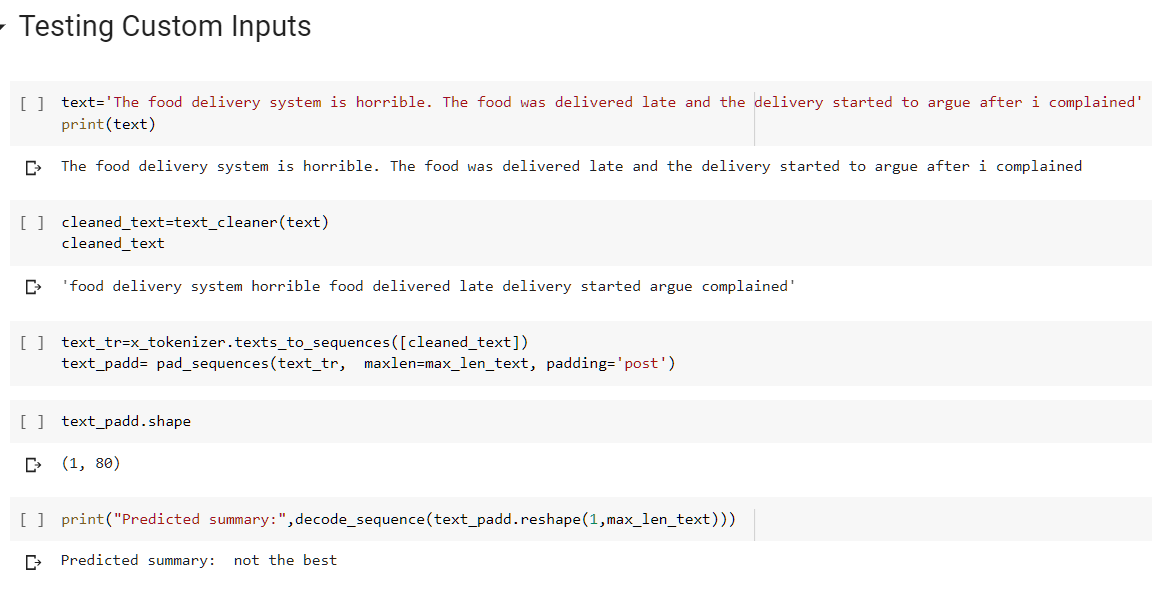 Testing Custom Inputs
[ ] text='The food delivery system is horrible. The food was delivered late and the delivery started to argue after i complained'
print(text)
The food delivery system is horrible. The food was delivered late and the delivery started to argue after i complained
[ ] cleaned_text=text_cleaner(text)
cleaned_text
'food delivery system horrible food delivered late delivery started argue complained'
[ ] text_tr=x_tokenizer.texts_to_sequences([cleaned_text])
text_padd= pad_sequences(text_tr,  maxlen=max_len_text, padding='post')
[ ] text_padd.shape
(1, 80)
[ ] print("Predicted summary:",decode_sequence(text_padd.reshape(1,max_len_text)))
Predicted summary:  not the best